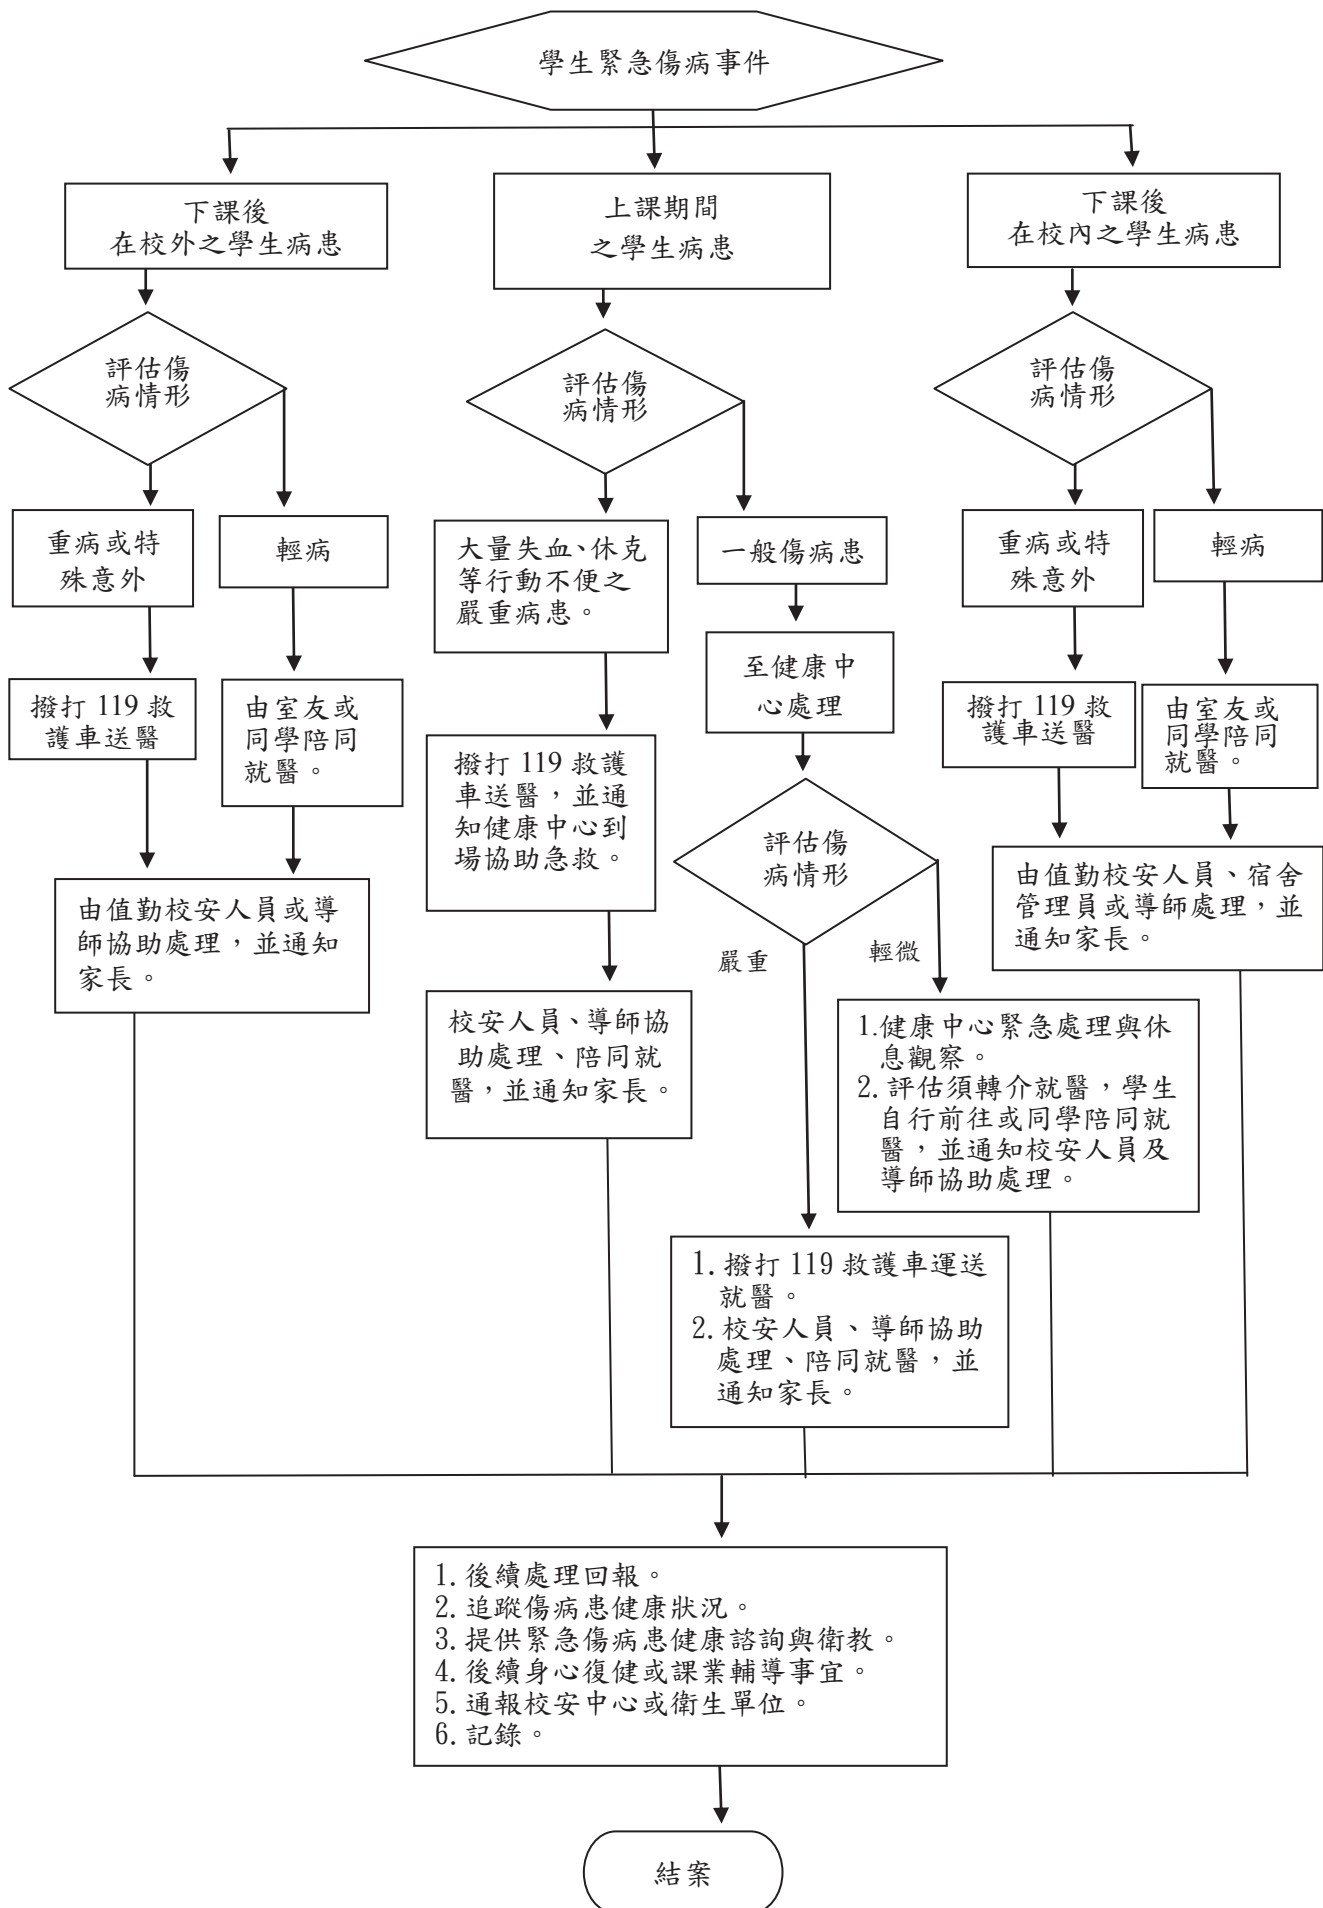 學生緊急傷病事件
下課後
在校外之學生病患
上課期間
之學生病患
下課後
在校內之學生病患
評估傷
病情形
評估傷
病情形
評估傷
病情形
重病或特
殊意外
輕病
大量失血、休克
等行動不便之
嚴重病患。
一般傷病患
重病或特
殊意外
輕病
至健康中
心處理
撥打 119 救
護車送醫
由室友或
同學陪同
就醫。
撥打 119 救護
車送醫，並通
知健康中心到
場協助急救。
撥打 119 救
護車送醫
由室友或
同學陪同
就醫。
評估傷
病情形
由值勤校安人員或導
師協助處理，並通知
家長。
由值勤校安人員、宿舍
管理員或導師處理，並
通知家長。
嚴重
輕微
校安人員、導師協
助處理、陪同就
醫，並通知家長。
1.健康中心緊急處理與休
息觀察。
2.評估須轉介就醫，學生
自行前往或同學陪同就
醫，並通知校安人員及
導師協助處理。
1.撥打 119 救護車運送
就醫。
2.校安人員、導師協助
處理、陪同就醫，並
通知家長。
1.後續處理回報。
2.追蹤傷病患健康狀況。
3.提供緊急傷病患健康諮詢與衛教。
4.後續身心復健或課業輔導事宜。
5.通報校安中心或衛生單位。
6.記錄。
結案